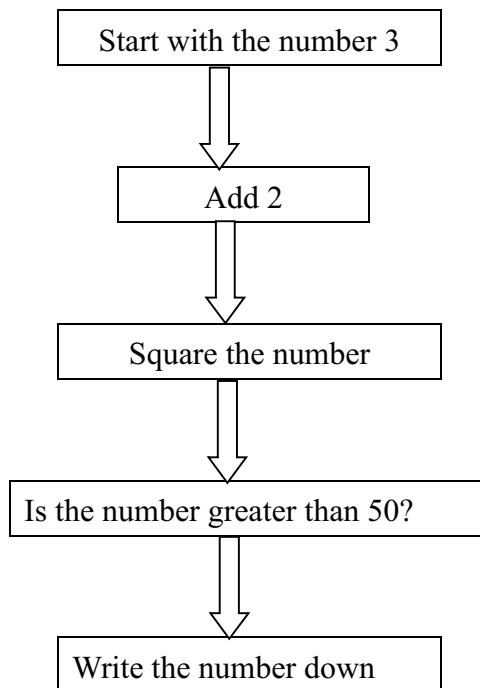 Start with the number 3
Add 2
Square the number
Is the number greater than 50?
Write the number down